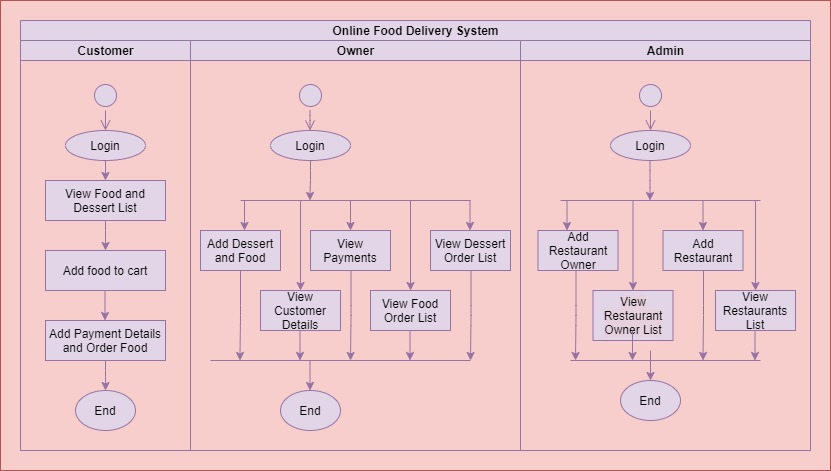 Online Food Delivery System
Customer
Owner
Admin
Login
View Food and
Dessert List
Add food to cart
Add Payment Details
and Order Food
End
Login
Add Dessert
and Food
View
Payments
View Dessert
Order List
View
Customer
Details
View Food
Order List
End
Login
Add
Restaurant
Owner
Add
Restaurant
View
Restaurant
Owner List
View
Restaurants
List
End